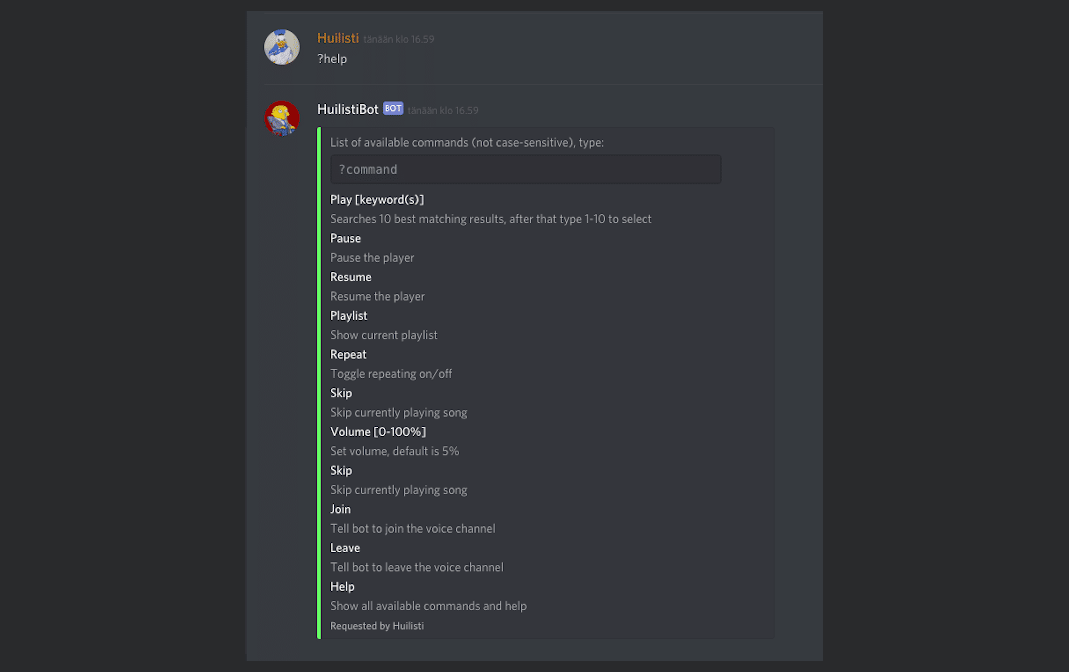 Huilisti tänään klo 16.59
?help
HuilistiBot BOT tänään klo 16.59
List of available commands (not case-sensitive), type:
?command
Play [keyword(s)]
Searches 10 best matching results, after that type 1-10 to select
Pause
Pause the player
Resume
Resume the player
Playlist
Show current playlist
Repeat
Toggle repeating on/off
Skip
Skip currently playing song
Volume [0-100%]
Set volume, default is 5%
Skip
Skip currently playing song
Join
Tell bot to join the voice channel
Leave
Tell bot to leave the voice channel
Help
Show all available commands and help
Requested by Huilisti